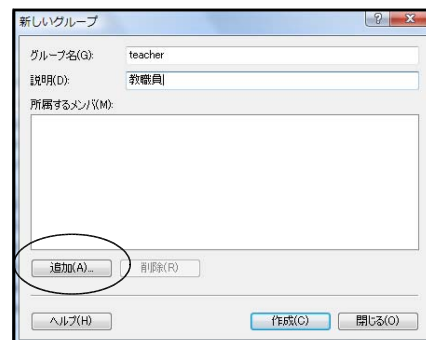 新しいグループ
グループ名(G): teacher
説明(D): 教職員
所属するメンバ(M):
追加(A)... 削除(R)
ヘルプ(H) 作成(C) 閉じる(O)